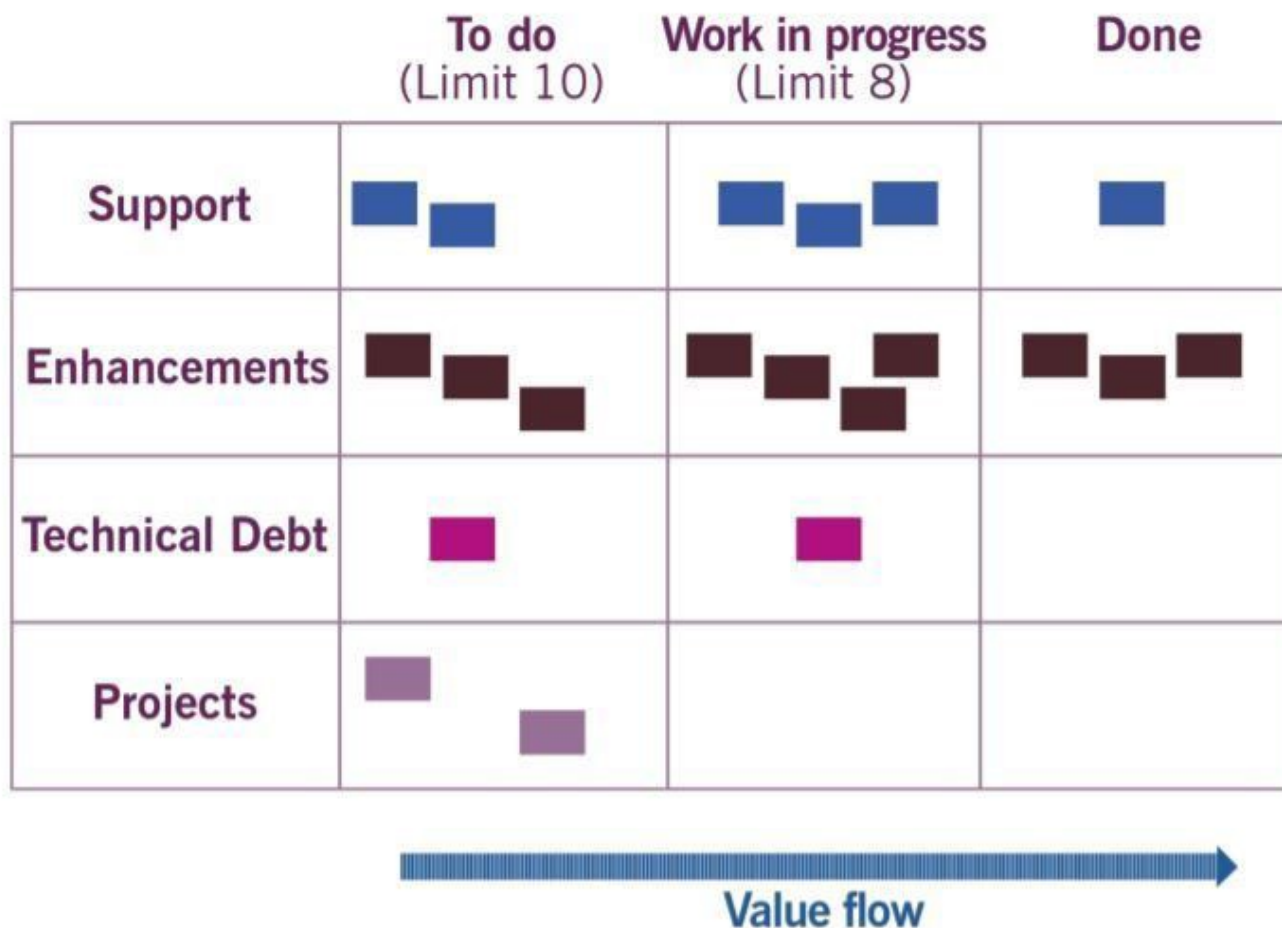 To do
(Limit 10)
Work in progress
(Limit 8)
Done
Support
Enhancements
Technical Debt
Projects
Value flow